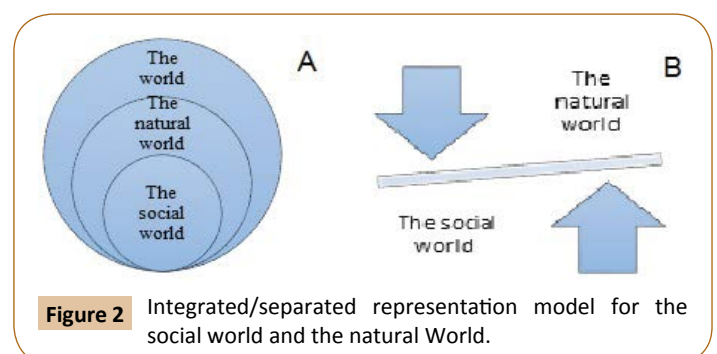 The
world
A
The
natural
world
The
social
world
B
The
natural
world
The social
world
Figure 2 Integrated/separated representation model for the
social world and the natural World.